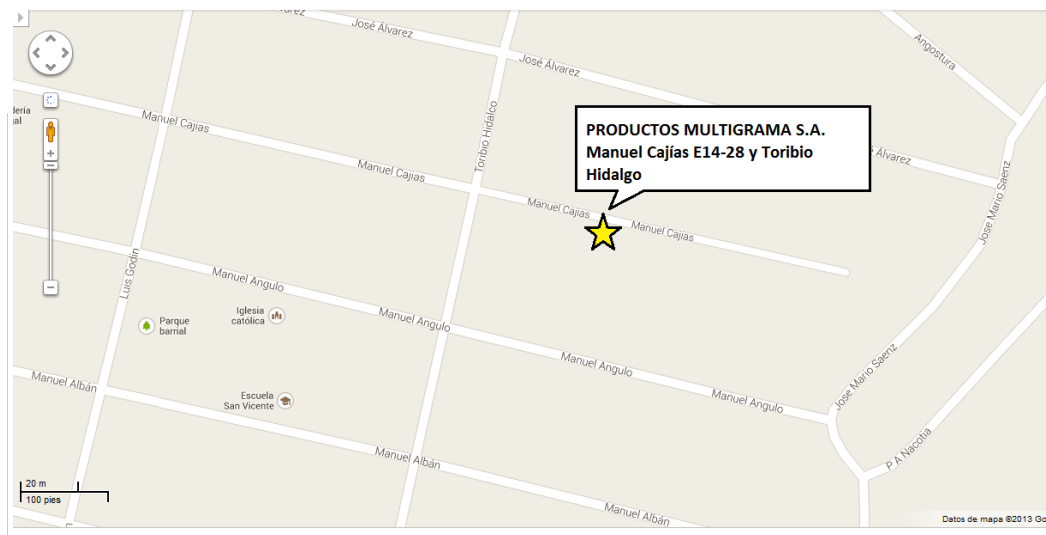 José Álvarez
José Álvarez
Angostura
Manuel Cajias
Toribio Hidalco
PRODUCTOS MULTIGRAMA S.A.
Manuel Cajías E14-28 y Toribio
Hidalgo
Álvarez
Manuel Cajias
Manuel Cajias
Manuel Cajias
Jose Mario Saenz
Luis Godin
Manuel Angulo
Iglesia
católica
Parque
barrial
Manuel Angulo
Manuel Angulo
Manuel Angulo
Jose Mario Saenz
Manuel Albán
Escuela
San Vicente
P A Nacotia
Manuel Albán
Manuel Albán
20 m
100 pies
Datos de mapa ©2013 Go